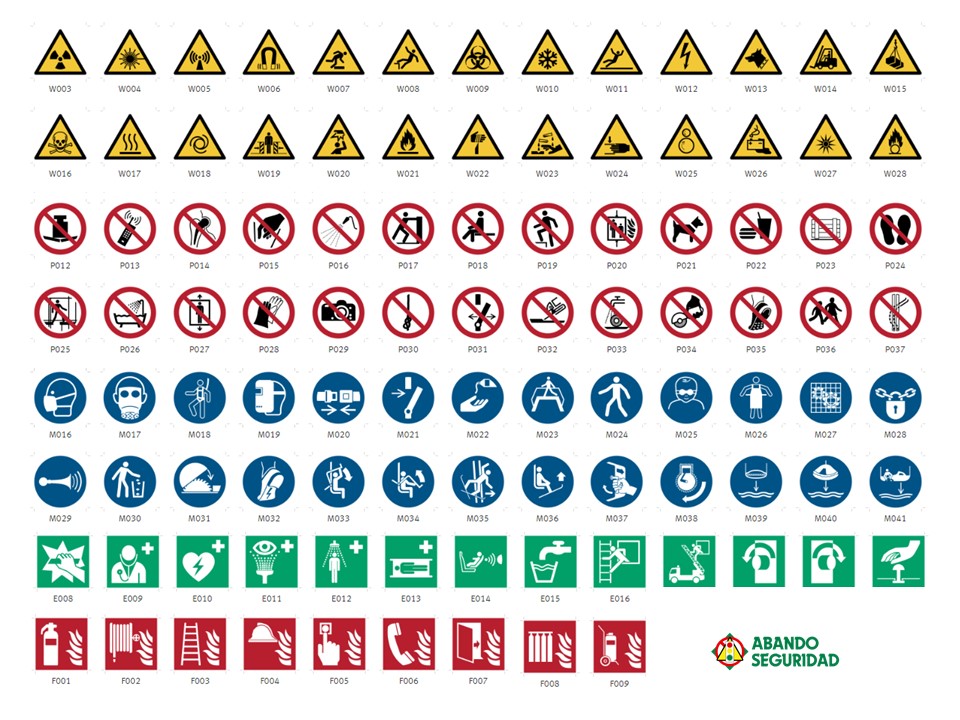 W003 W004 W005 W006 W007 W008 W009 W010 W011 W012 W013 W014 W015
W016 W017 W018 W019 W020 W021 W022 W023 W024 W025 W026 W027 W028
P012 P013 P014 P015 P016 P017 P018 P019 P020 P021 P022 P023 P024
P025 P026 P027 P028 P029 P030 P031 P032 P033 P034 P035 P036 P037
M016 M017 M018 M019 M020 M021 M022 M023 M024 M025 M026 M027 M028
M029 M030 M031 M032 M033 M034 M035 M036 M037 M038 M039 M040 M041
E008 E009 E010 E011 E012 E013 E014 E015 E016
F001 F002 F003 F004 F005 F006 F007 F008 F009
ABANDO
SEGURIDAD